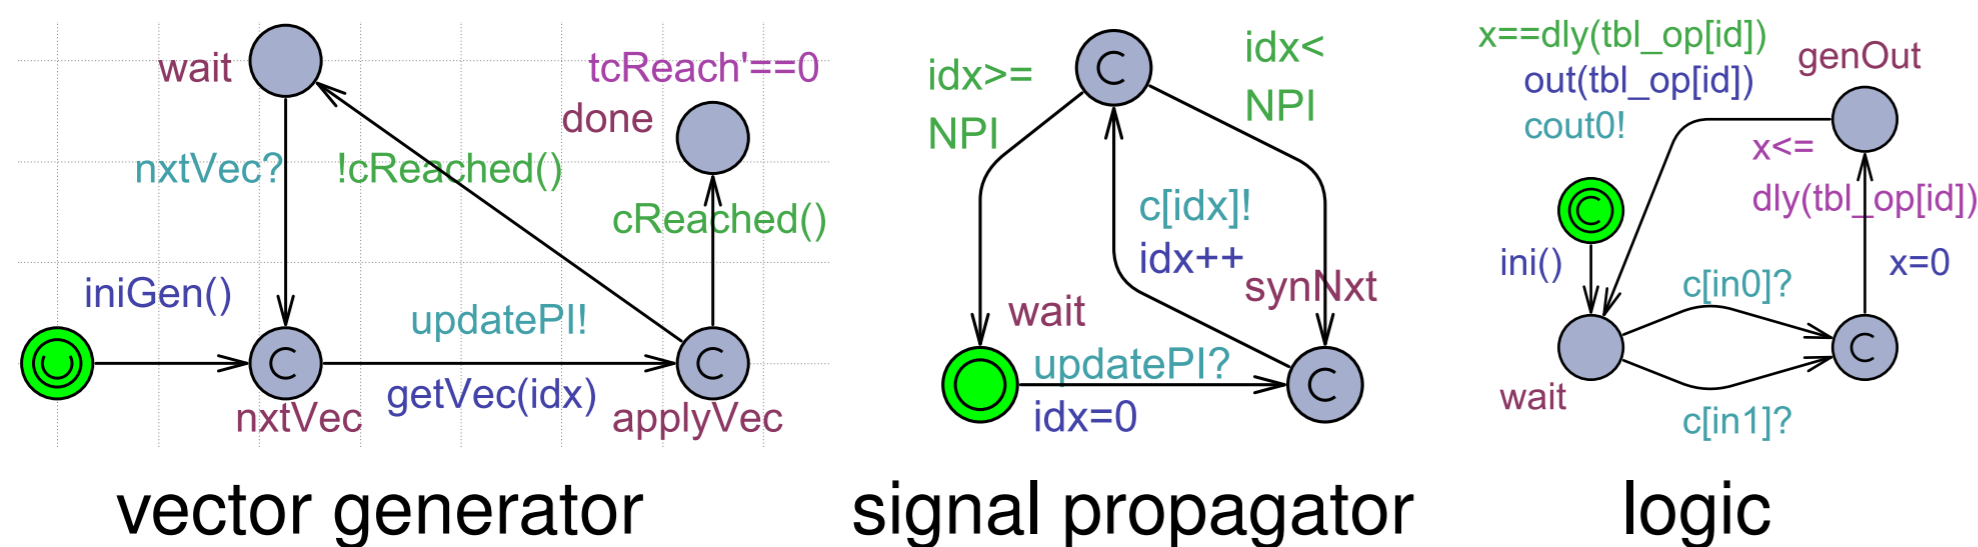 wait
tcReach'==0
done
nxtVec?
!cReached()
cReached()
iniGen()
updatePI!
getVec(idx)
nxtVec
applyVec
vector generator
idx>=
NPI
idx<
NPI
c[idx]!
idx++
synNxt
wait
updatePI?
idx=0
signal propagator
x==dly(tbl_op[id])
out(tbl_op[id])
cout0!
genOut
x<=
dly(tbl_op[id])
ini()
c[in0]?
x=0
wait
c[in1]?
logic